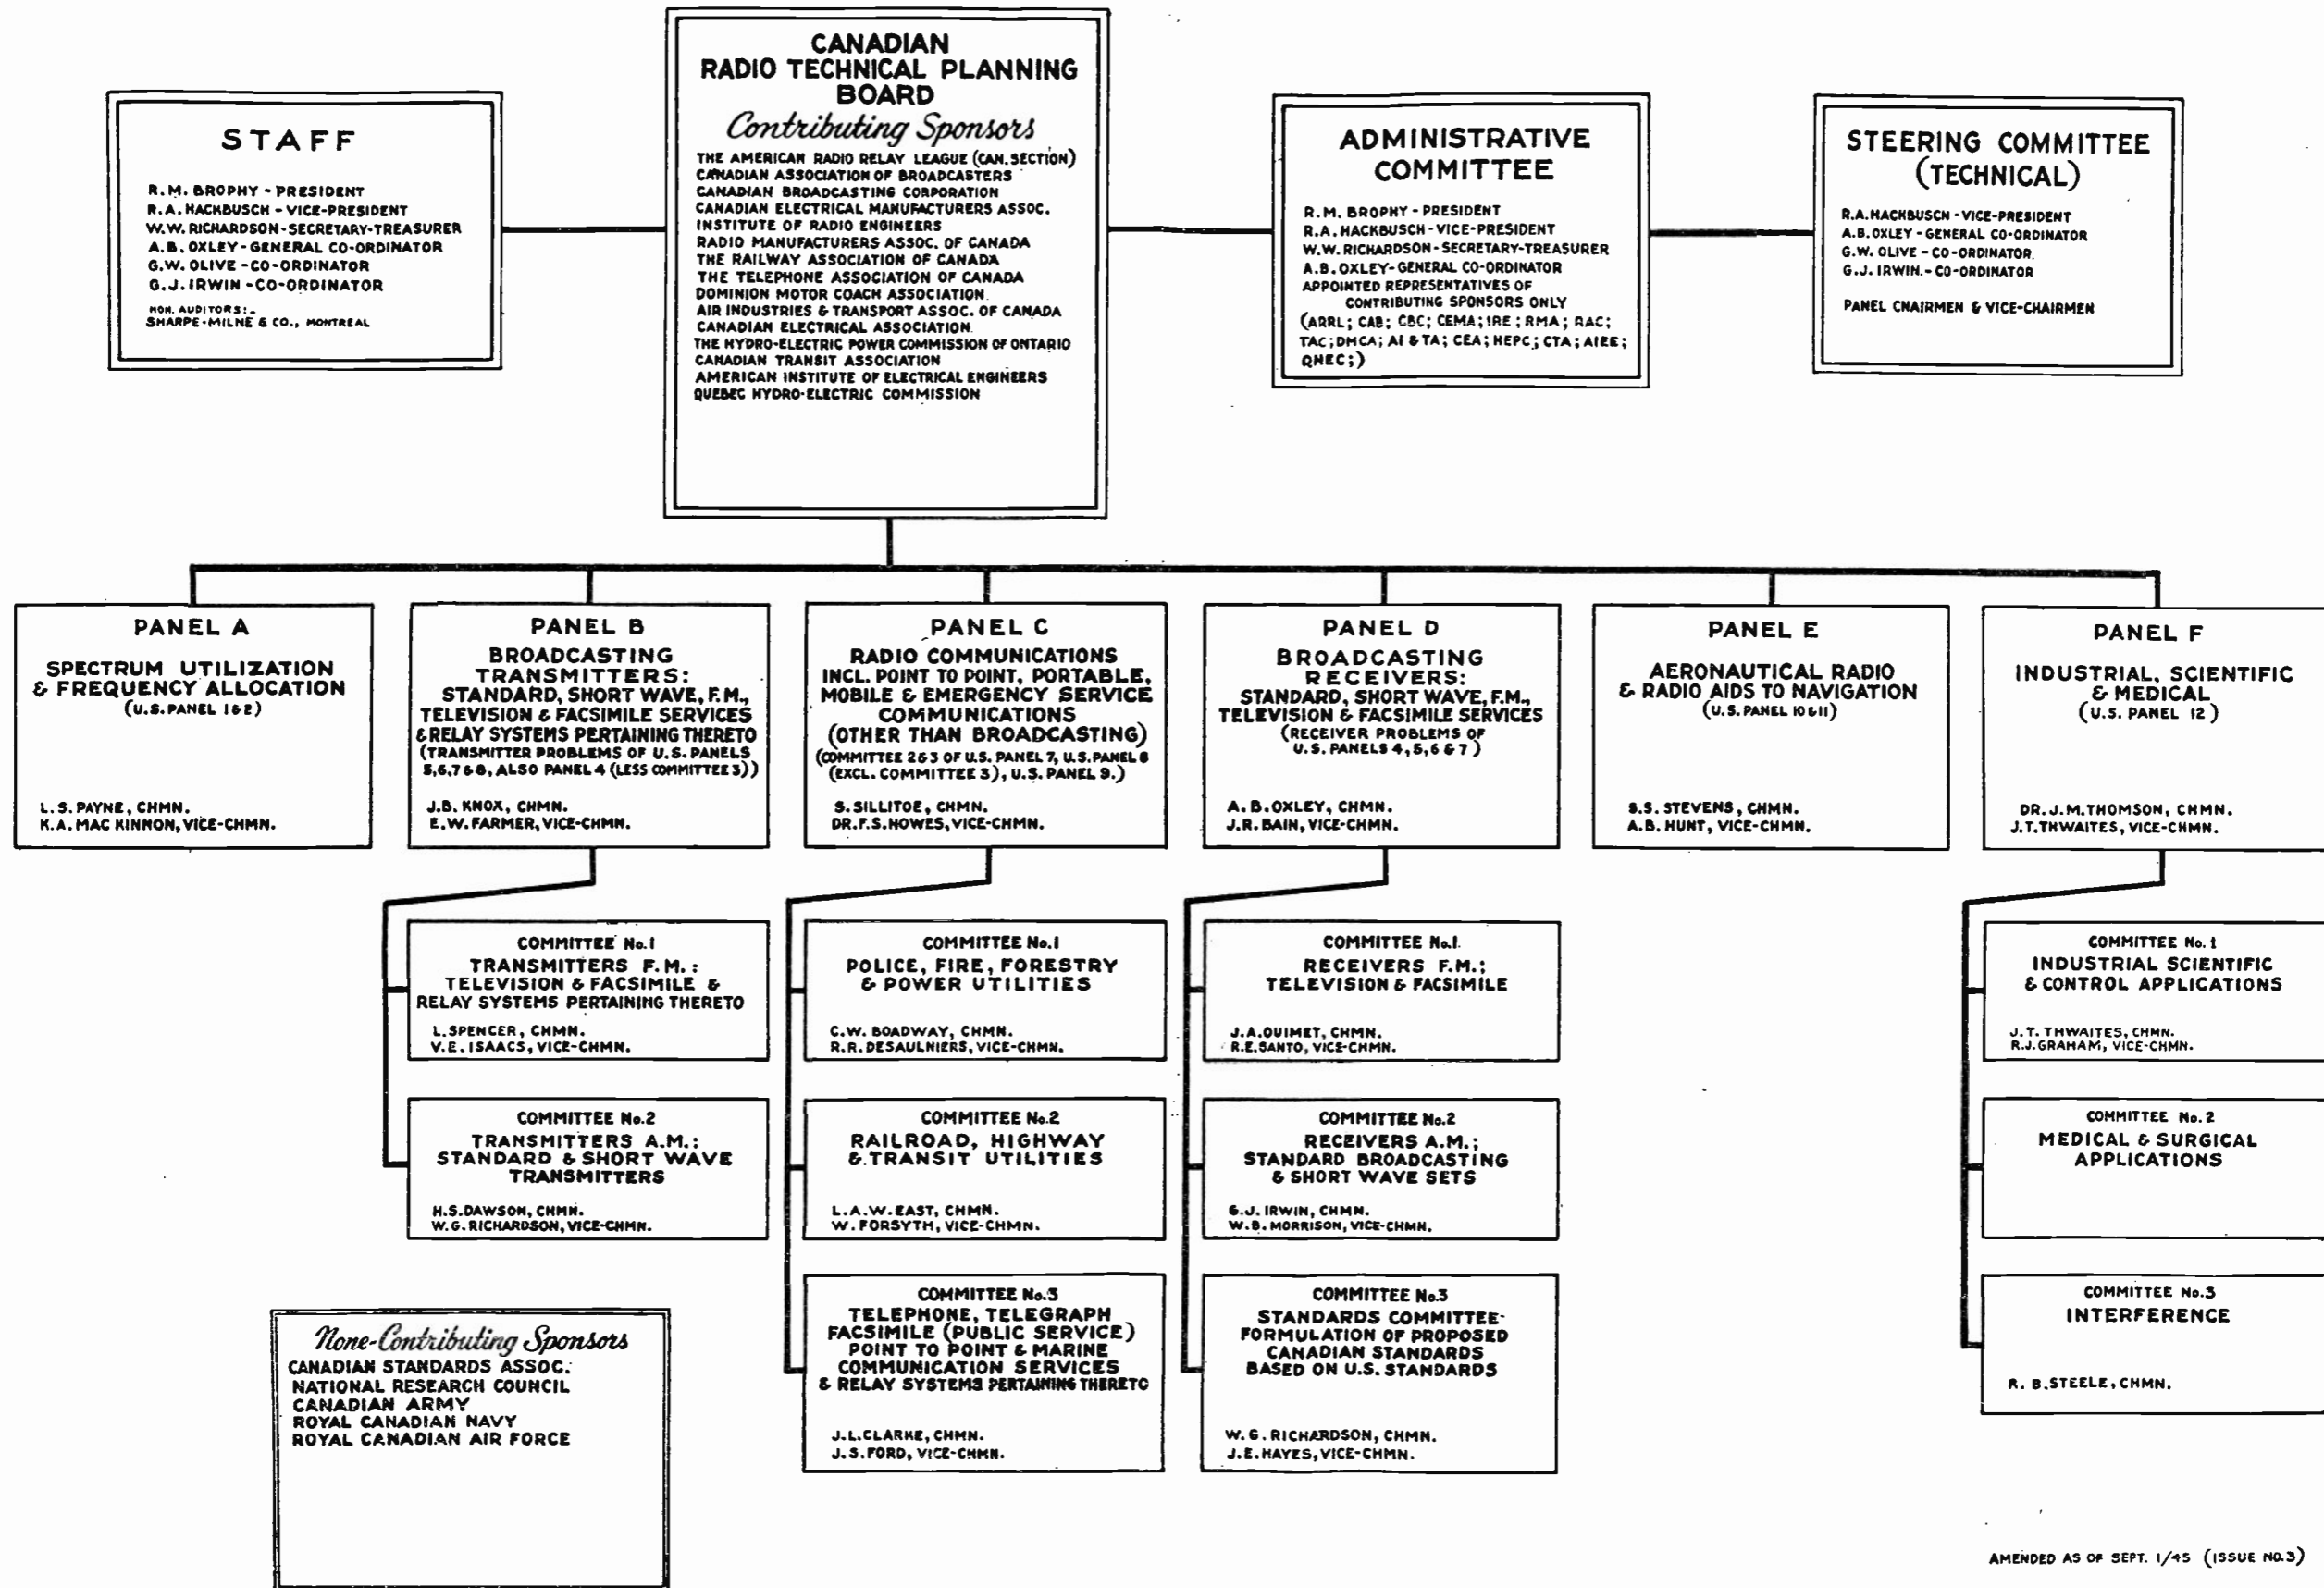 CANADIAN
RADIO TECHNICAL PLANNING
BOARD
Contributing Sponsors
THE AMERICAN RADIO RELAY LEAGUE (CAN. SECTION)
CANADIAN ASSOCIATION OF BROADCASTERS
CANADIAN BROADCASTING CORPORATION
CANADIAN ELECTRICAL MANUFACTURERS ASSOC.
INSTITUTE OF RADIO ENGINEERS
RADIO MANUFACTURERS ASSOC. OF CANADA
THE RAILWAY ASSOCIATION OF CANADA
THE TELEPHONE ASSOCIATION OF CANADA
DOMINION MOTOR COACH ASSOCIATION
AIR INDUSTRIES & TRANSPORT ASSOC. OF CANADA
CANADIAN ELECTRICAL ASSOCIATION
THE HYDRO-ELECTRIC POWER COMMISSION OF ONTARIO
CANADIAN TRANSIT ASSOCIATION
AMERICAN INSTITUTE OF ELECTRICAL ENGINEERS
QUEBEC HYDRO-ELECTRIC COMMISSION
STAFF
R.M. BROPHY - PRESIDENT
R.A. HACKBUSCH - VICE-PRESIDENT
W.W. RICHARDSON - SECRETARY-TREASURER
A.B. OXLEY - GENERAL CO-ORDINATOR
G.W. OLIVE - CO-ORDINATOR
G.J. IRWIN - CO-ORDINATOR
HON. AUDITORS:-
SHARPE-MILNE & CO., MONTREAL
ADMINISTRATIVE
COMMITTEE
R.M. BROPHY - PRESIDENT
R.A. HACKBUSCH - VICE-PRESIDENT
W.W. RICHARDSON - SECRETARY-TREASURER
A.B. OXLEY - GENERAL CO-ORDINATOR
APPOINTED REPRESENTATIVES OF
CONTRIBUTING SPONSORS ONLY
(ARRL; CAB; CBC; CEMA; IRE; RMA; RAC;
TAC; DMCA; AI & TA; CEA; HEPC; CTA; AIEE;
QHEC;)
STEERING COMMITTEE
(TECHNICAL)
R.A. HACKBUSCH - VICE-PRESIDENT
A.B. OXLEY - GENERAL CO-ORDINATOR
G.W. OLIVE - CO-ORDINATOR.
G.J. IRWIN. - CO-ORDINATOR
PANEL CHAIRMEN & VICE-CHAIRMEN
PANEL A
SPECTRUM UTILIZATION
& FREQUENCY ALLOCATION
(U.S. PANEL 1 & 2)
L.S. PAYNE, CHMN.
K.A. MAC KINNON, VICE-CHMN.
PANEL B
BROADCASTING
TRANSMITTERS:
STANDARD, SHORT WAVE, F.M.,
TELEVISION & FACSIMILE SERVICES
& RELAY SYSTEMS PERTAINING THERETO
(TRANSMITTER PROBLEMS OF U.S. PANELS
5,6,7 & 8, ALSO PANEL 4 (LESS COMMITTEE 3))
J.B. KNOX, CHMN.
E.W. FARMER, VICE-CHMN.
PANEL C
RADIO COMMUNICATIONS
INCL. POINT TO POINT, PORTABLE,
MOBILE & EMERGENCY SERVICE
COMMUNICATIONS
(OTHER THAN BROADCASTING)
(COMMITTEE 2 & 3 OF U.S. PANEL 7, U.S. PANEL 8
(EXCL. COMMITTEE 3), U.S. PANEL 9.)
S. SILLITOE, CHMN.
DR. F.S. HOWES, VICE-CHMN.
PANEL D
BROADCASTING
RECEIVERS:
STANDARD, SHORT WAVE, F.M.,
TELEVISION & FACSIMILE SERVICES
(RECEIVER PROBLEMS OF
U.S. PANELS 4, 5, 6 & 7)
A.B. OXLEY, CHMN.
J.R. BAIN, VICE-CHMN.
PANEL E
AERONAUTICAL RADIO
& RADIO AIDS TO NAVIGATION
(U.S. PANEL 10 & 11)
S.S. STEVENS, CHMN.
A.B. HUNT, VICE-CHMN.
PANEL F
INDUSTRIAL, SCIENTIFIC
& MEDICAL
(U.S. PANEL 12)
DR. J.M. THOMSON, CHMN.
J.T. THWAITES, VICE-CHMN.
COMMITTEE No.1
TRANSMITTERS F.M.:
TELEVISION & FACSIMILE &
RELAY SYSTEMS PERTAINING THERETO
L. SPENCER, CHMN.
V.E. ISAACS, VICE-CHMN.
COMMITTEE No.2
TRANSMITTERS A.M.:
STANDARD & SHORT WAVE
TRANSMITTERS
H.S. DAWSON, CHMN.
W.G. RICHARDSON, VICE-CHMN.
COMMITTEE No.1
POLICE, FIRE, FORESTRY
& POWER UTILITIES
C.W. BOADWAY, CHMN.
R.R. DESAULNIERS, VICE-CHMN.
COMMITTEE No.2
RAILROAD, HIGHWAY
& TRANSIT UTILITIES
L.A.W. EAST, CHMN.
W. FORSYTH, VICE-CHMN.
COMMITTEE No.3
TELEPHONE, TELEGRAPH
FACSIMILE (PUBLIC SERVICE)
POINT TO POINT & MARINE
COMMUNICATION SERVICES
& RELAY SYSTEMS PERTAINING THERETO
J.L. CLARKE, CHMN.
J.S. FORD, VICE-CHMN.
COMMITTEE No.1.
RECEIVERS F.M.;
TELEVISION & FACSIMILE
J.A. OUIMET, CHMN.
R.E. SANTO, VICE-CHMN.
COMMITTEE No.2
RECEIVERS A.M.;
STANDARD BROADCASTING
& SHORT WAVE SETS
G.J. IRWIN, CHMN.
W.B. MORRISON, VICE-CHMN.
COMMITTEE No.3
STANDARDS COMMITTEE-
FORMULATION OF PROPOSED
CANADIAN STANDARDS
BASED ON U.S. STANDARDS
W.G. RICHARDSON, CHMN.
J.E. HAYES, VICE-CHMN.
COMMITTEE No.1
INDUSTRIAL SCIENTIFIC
& CONTROL APPLICATIONS
J.T. THWAITES, CHMN.
R.J. GRAHAM, VICE-CHMN.
COMMITTEE No.2
MEDICAL & SURGICAL
APPLICATIONS
COMMITTEE No.3
INTERFERENCE
R. B. STEELE, CHMN.
None-Contributing Sponsors
CANADIAN STANDARDS ASSOC.
NATIONAL RESEARCH COUNCIL
CANADIAN ARMY
ROYAL CANADIAN NAVY
ROYAL CANADIAN AIR FORCE
AMENDED AS OF SEPT. 1/45 (ISSUE NO.3)